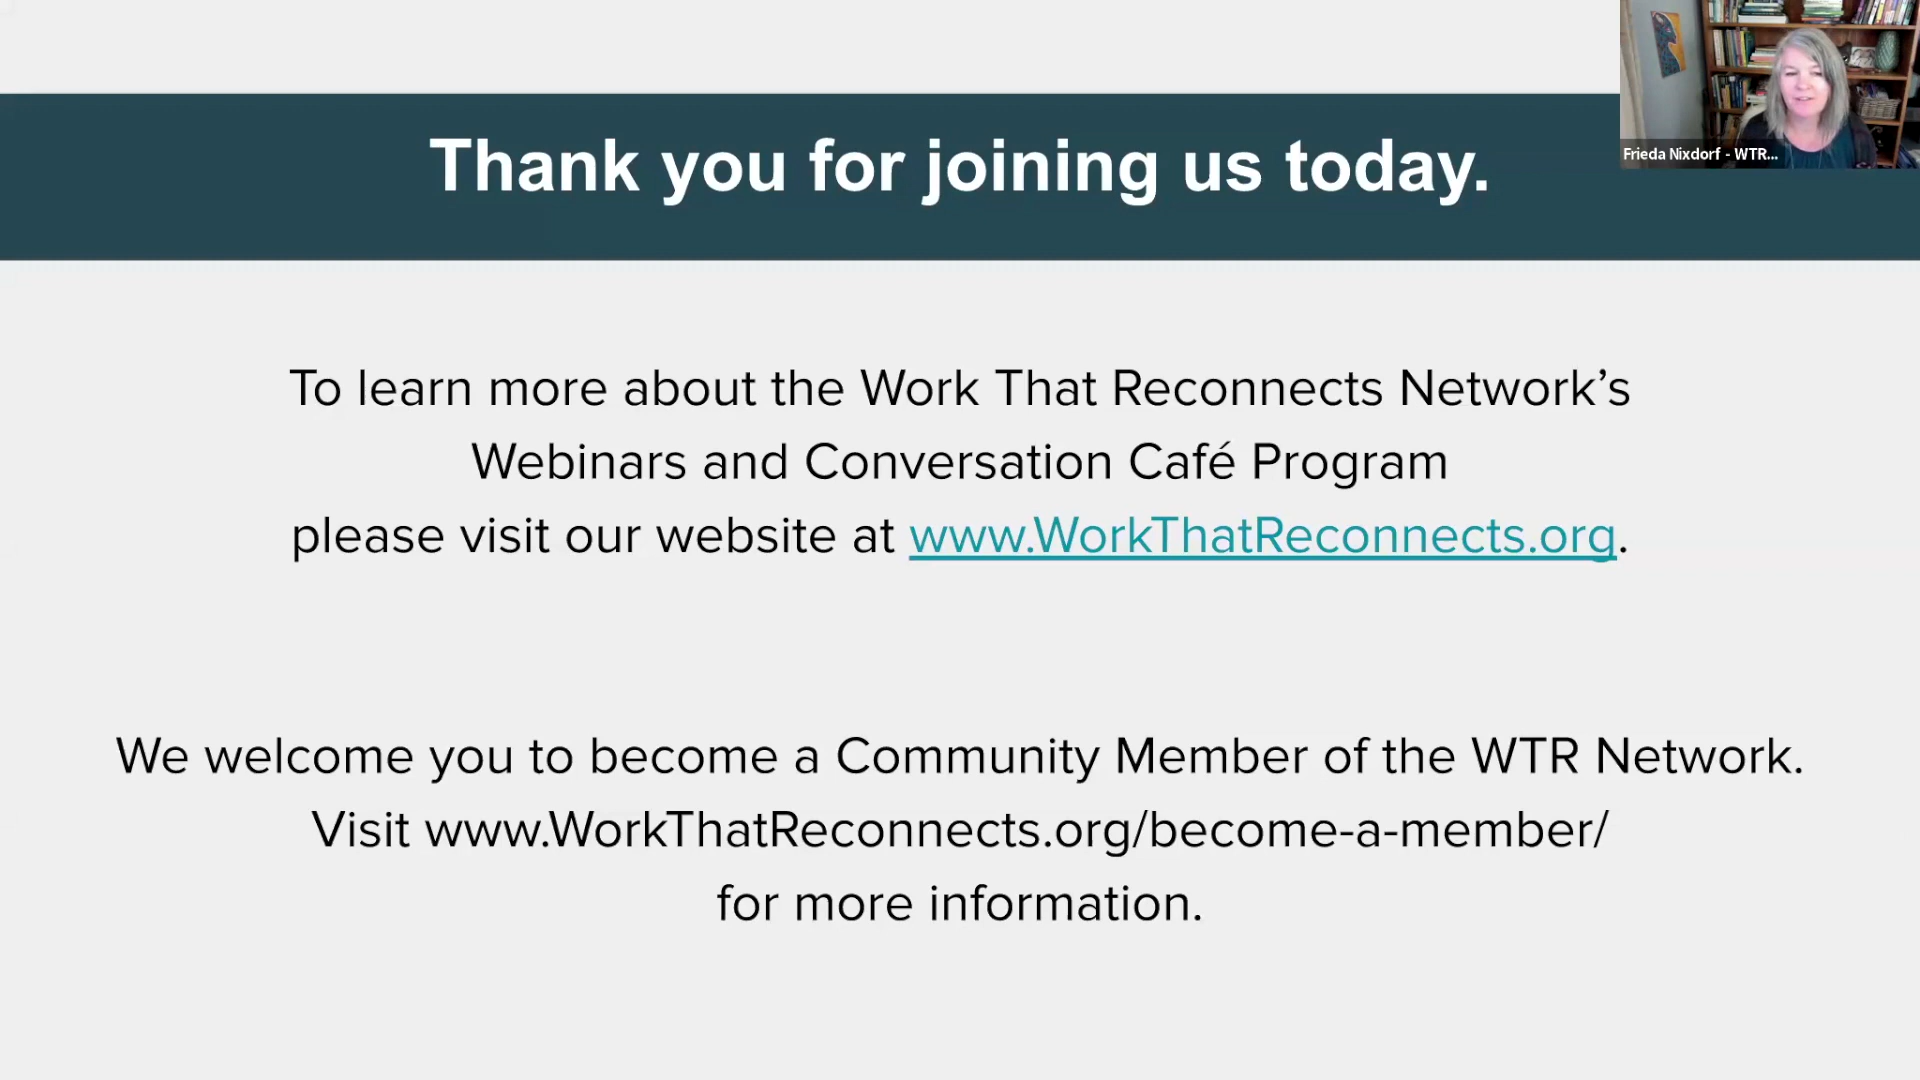 Thank you for joining us today.
Frieda Nixdorf - WTR...
To learn more about the Work That Reconnects Network’s
Webinars and Conversation Café Program
please visit our website at www.WorkThatReconnects.org.
We welcome you to become a Community Member of the WTR Network.
Visit www.WorkThatReconnects.org/become-a-member/
for more information.